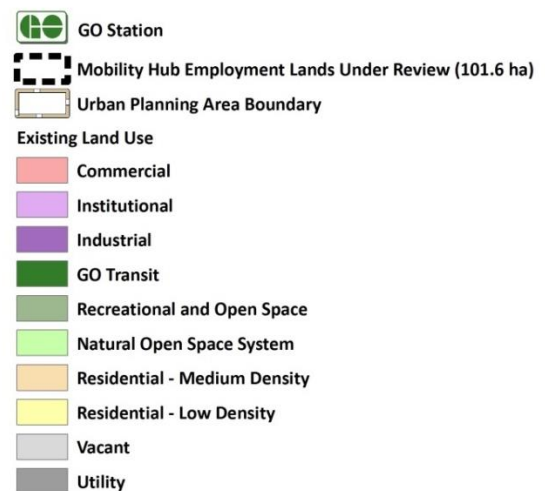 GO GO Station
Mobility Hub Employment Lands Under Review (101.6 ha)
Urban Planning Area Boundary
Existing Land Use
Commercial
Institutional
Industrial
GO Transit
Recreational and Open Space
Natural Open Space System
Residential - Medium Density
Residential - Low Density
Vacant
Utility